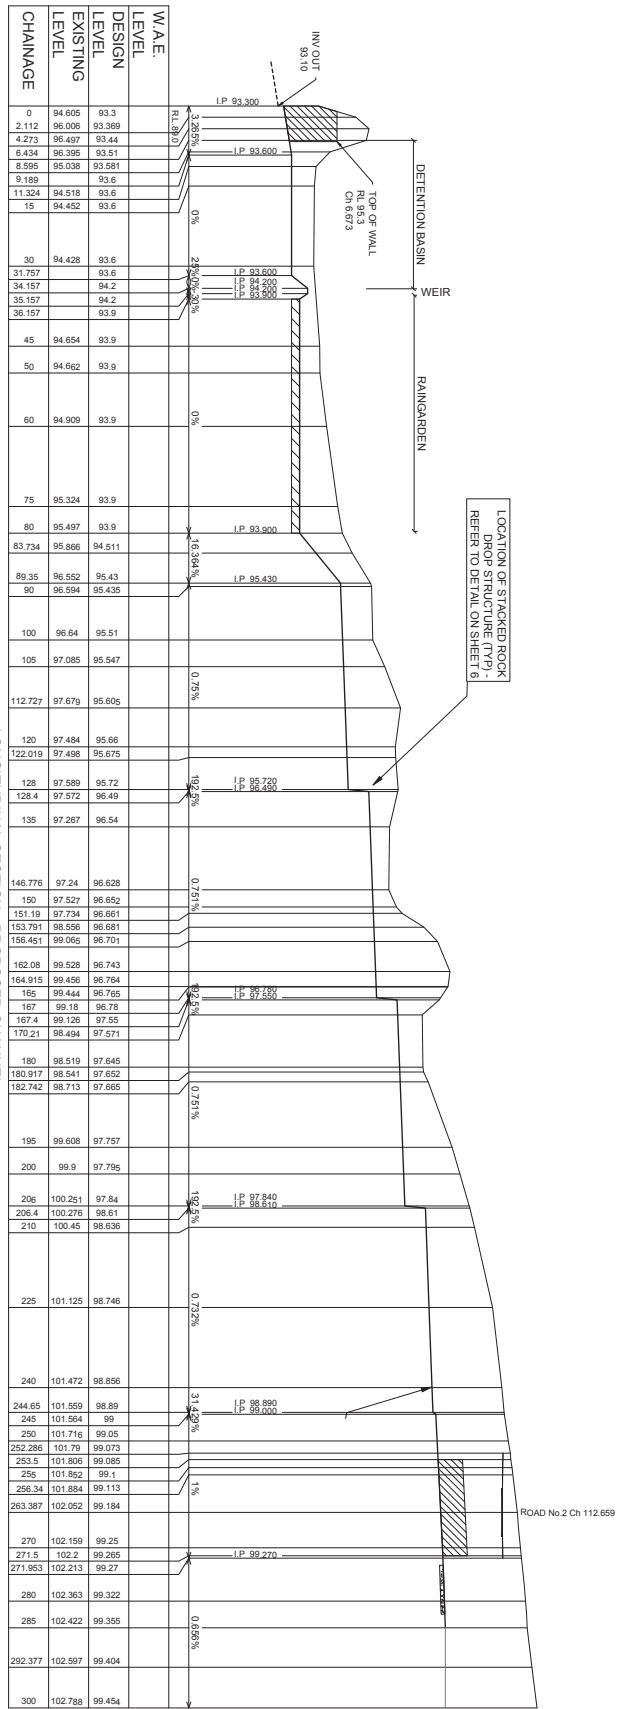 W.A.E.
LEVEL
DESIGN
LEVEL
EXISTING
LEVEL
CHAINAGE
R.L. 89.0
0 94.605 93.3
2.112 96.006 93.369
4.273 96.497 93.44
6.434 96.395 93.51
8.595 95.038 93.581
9.189 93.6
11.324 94.518 93.6
15 94.452 93.6
30 94.428 93.6
31.757 93.6
34.157 94.2
35.157 94.2
36.157 93.9
45 94.654 93.9
50 94.662 93.9
60 94.909 93.9
75 95.324 93.9
80 95.497 93.9
83.734 95.866 94.511
89.35 96.552 95.43
90 96.594 95.435
100 96.64 95.51
105 97.085 95.547
112.727 97.679 95.605
120 97.484 95.66
122.019 97.498 95.675
128 97.589 95.72
128.4 97.572 96.49
135 97.267 96.54
146.776 97.24 96.628
150 97.527 96.652
151.19 97.734 96.661
153.791 98.556 96.681
156.451 99.065 96.701
162.08 99.528 96.743
164.915 99.456 96.764
165 99.444 96.765
167 99.18 96.78
167.4 99.126 97.55
170.21 98.494 97.571
180 98.519 97.645
180.917 98.541 97.652
182.742 98.713 97.665
195 99.608 97.757
200 99.9 97.795
206 100.251 97.84
206.4 100.276 98.61
210 100.45 98.636
225 101.125 98.746
240 101.472 98.856
244.65 101.559 98.89
245 101.564 99
250 101.716 99.05
252.286 101.79 99.073
253.5 101.806 99.085
255 101.852 99.1
256.34 101.884 99.113
263.387 102.052 99.184
270 102.159 99.25
271.5 102.2 99.265
271.953 102.213 99.27
280 102.363 99.322
285 102.422 99.355
292.377 102.597 99.404
300 102.788 99.454
3.265%
0%
25%
0%
-30%
0%
16.364%
0.75%
192.5%
0.751%
192.5%
0.751%
192.5%
0.732%
31.429%
1%
0.656%
I.P 93.300
I.P 93.600
I.P 93.600
I.P 94.200
I.P 94.200
I.P 93.900
I.P 93.900
I.P 95.430
I.P 95.720
I.P 96.490
I.P 96.780
I.P 97.550
I.P 97.840
I.P 98.610
I.P 98.890
I.P 99.000
I.P 99.270
INV OUT
93.10
TOP OF WALL
RL 95.3
Ch 6.673
DETENTION BASIN
WEIR
RAINGARDEN
LOCATION OF STACKED ROCK
DROP STRUCTURE (TYP) -
REFER TO DETAIL ON SHEET 6
ROAD No.2 Ch 112.659